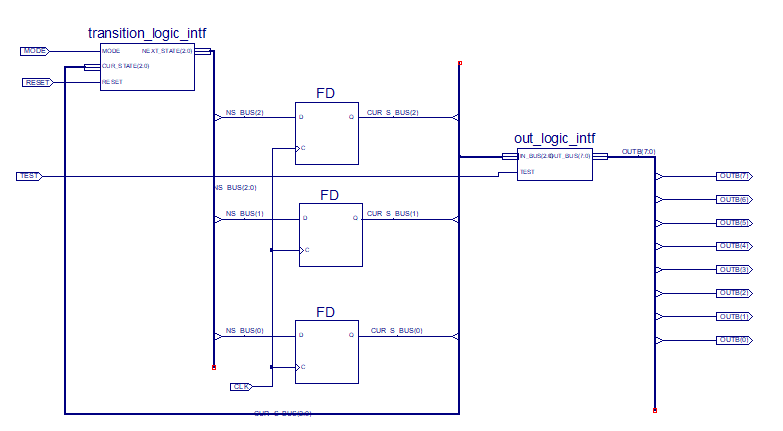 transition_logic_intf
MODE
MODE
NEXT_STATE(2:0)
CUR_STATE(2:0)
RESET
RESET
FD
NS_BUS(2)
D
Q
CUR_S_BUS(2)
C
out_logic_intf
IN_BUS(2:0)
OUT_BUS(7:0)
OUTB(7:0)
TEST
TEST
OUTB(7)
NS_BUS(2:0)
FD
OUTB(6)
NS_BUS(1)
D
Q
CUR_S_BUS(1)
OUTB(5)
C
OUTB(4)
OUTB(3)
OUTB(2)
FD
OUTB(1)
NS_BUS(0)
D
Q
CUR_S_BUS(0)
OUTB(0)
C
CLK
CUR_S_BUS(2:0)